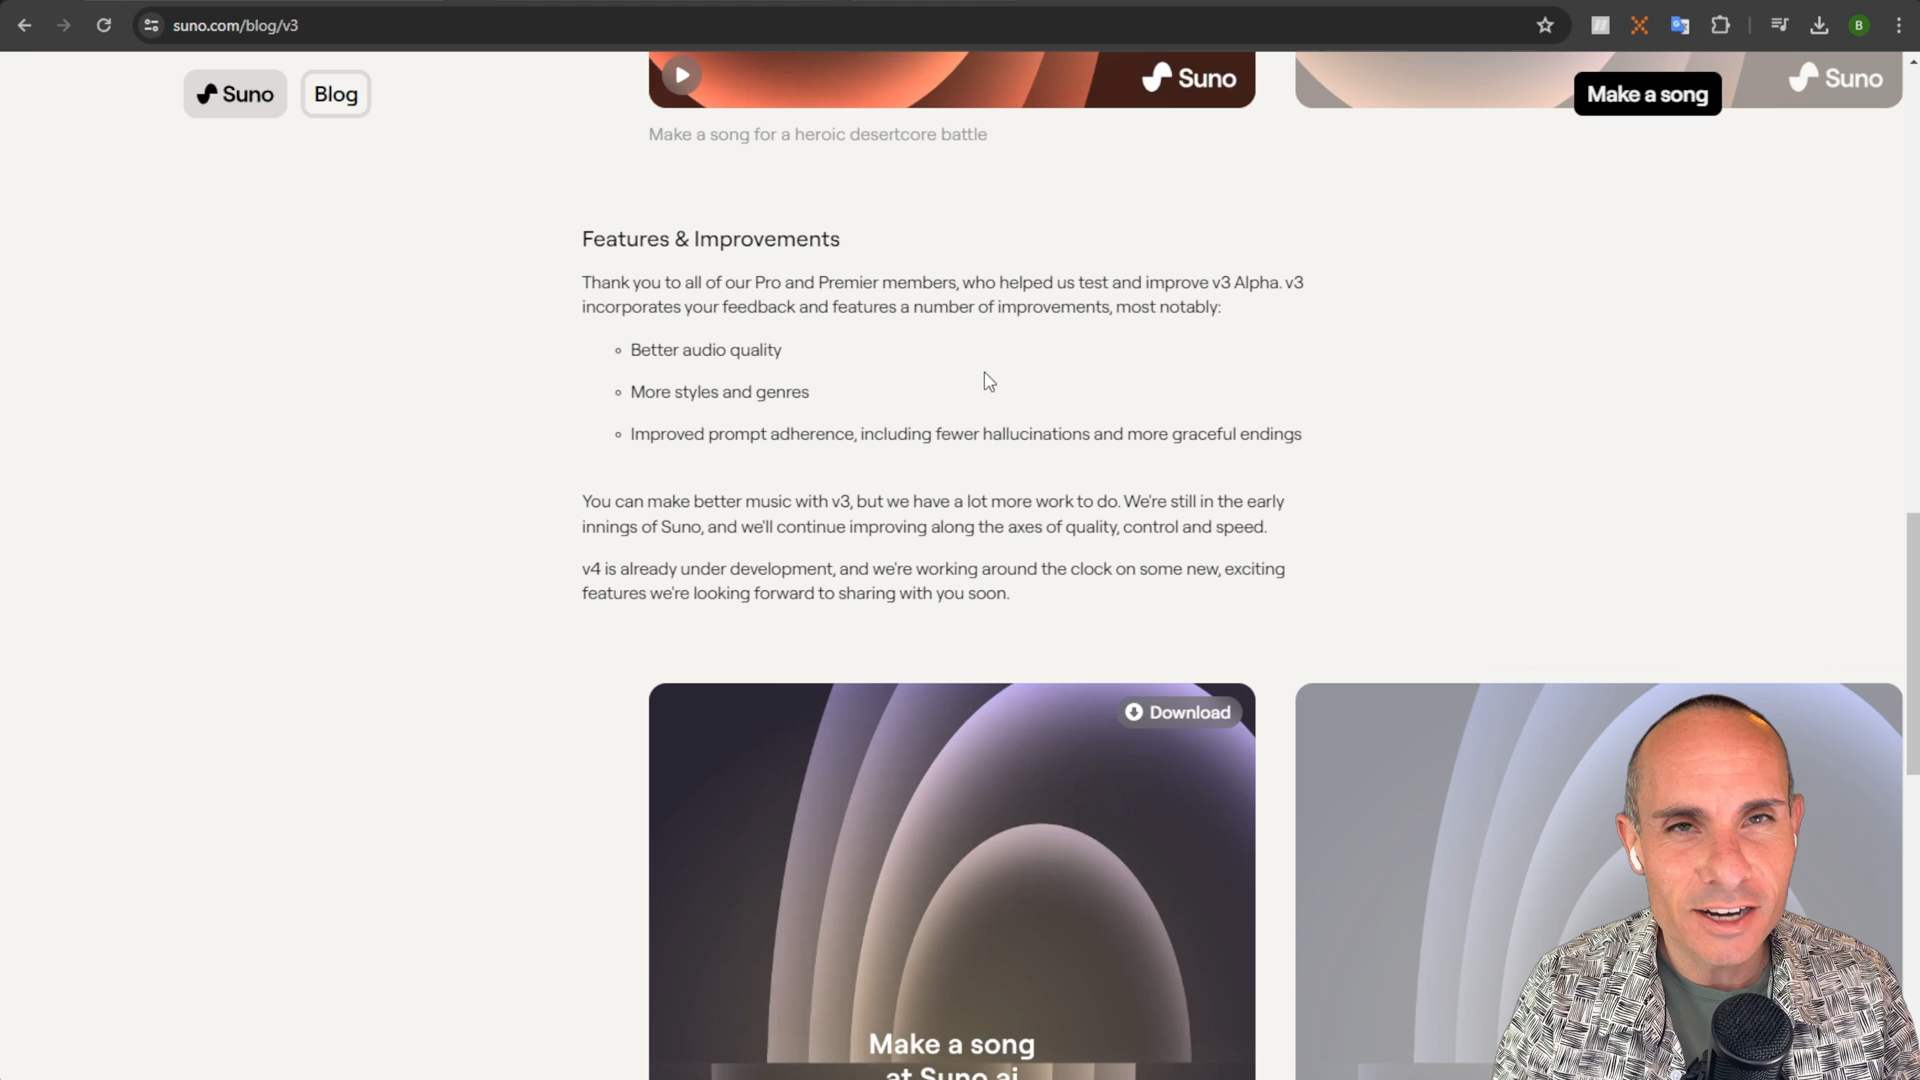 suno.com/blog/v3
B
Suno
Blog
Suno
Suno
Make a song
Make a song for a heroic desertcore battle
Features & Improvements
Thank you to all of our Pro and Premier members, who helped us test and improve v3 Alpha. v3
incorporates your feedback and features a number of improvements, most notably:
Better audio quality
More styles and genres
Improved prompt adherence, including fewer hallucinations and more graceful endings
You can make better music with v3, but we have a lot more work to do. We're still in the early
innings of Suno, and we'll continue improving along the axes of quality, control and speed.
v4 is already under development, and we're working around the clock on some new, exciting
features we're looking forward to sharing with you soon.
Download
Make a song
at Suno.ai